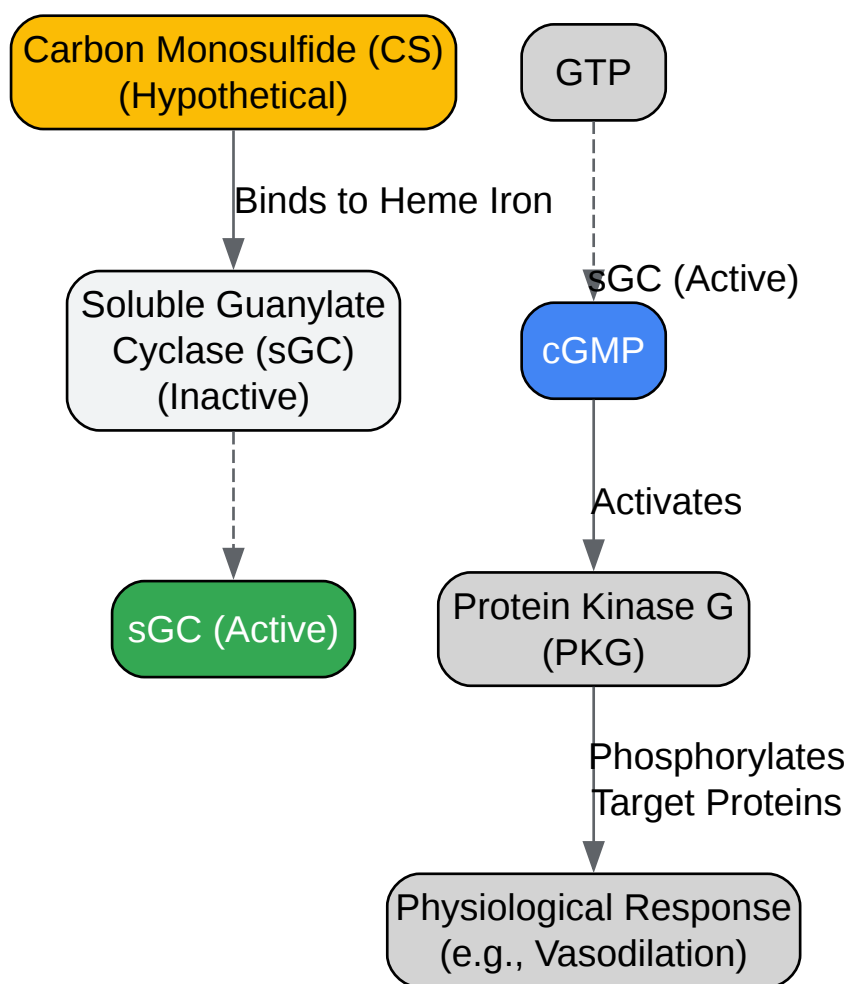 Carbon Monosulfide (CS)
(Hypothetical)
GTP
Binds to Heme Iron
sGC (Active)
Soluble Guanylate
Cyclase (sGC)
(Inactive)
cGMP
Activates
sGC (Active)
Protein Kinase G
(PKG)
Phosphorylates
Target Proteins
Physiological Response
(e.g., Vasodilation)